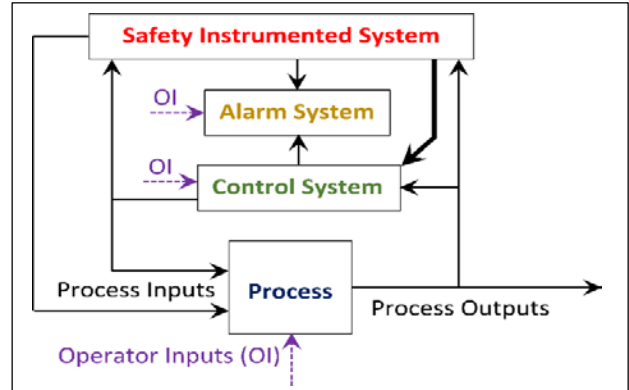 Safety Instrumented System
OI
Alarm System
OI
Control System
Process Inputs
Process
Process Outputs
Operator Inputs (OI)